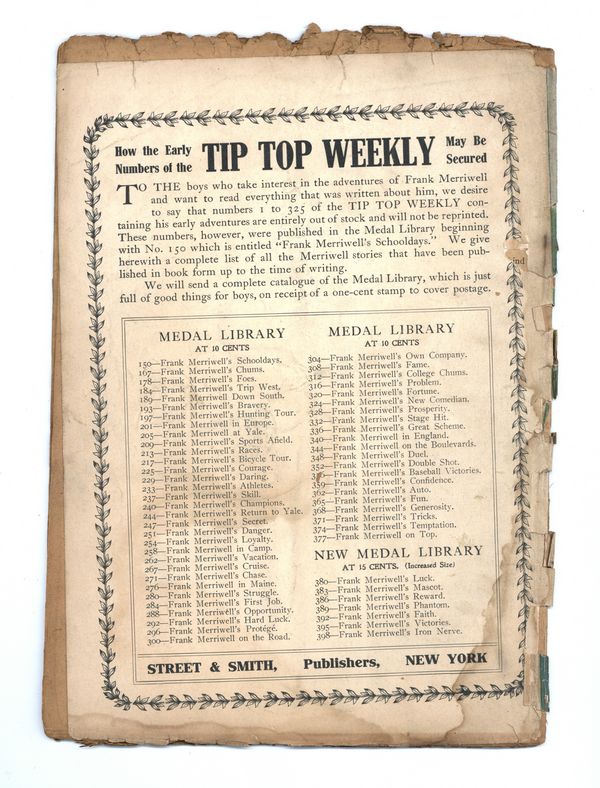 How the Early
Numbers of the
TIP TOP WEEKLY
May Be
Secured
TO THE boys who take interest in the adventures of Frank Merriwell
and want to read everything that was written about him, we desire
to say that numbers 1 to 325 of the TIP TOP WEEKLY con-
taining his early adventures are entirely out of stock and will not be reprinted.
These numbers, however, were published in the Medal Library beginning
with No. 150 which is entitled "Frank Merriwell's Schooldays." We give
herewith a complete list of all the Merriwell stories that have been pub-
lished in book form up to the time of writing.
We will send a complete catalogue of the Medal Library, which is just
full of good things for boys, on receipt of a one-cent stamp to cover postage.
MEDAL LIBRARY
AT 10 CENTS
150—Frank Merriwell's Schooldays.
167—Frank Merriwell's Chums.
178—Frank Merriwell's Foes.
184—Frank Merriwell's Trip West.
189—Frank Merriwell Down South.
193—Frank Merriwell's Bravery.
197—Frank Merriwell's Hunting Tour.
201—Frank Merriwell in Europe.
205—Frank Merriwell at Yale.
209—Frank Merriwell's Sports Afield.
213—Frank Merriwell's Races.
217—Frank Merriwell's Bicycle Tour.
225—Frank Merriwell's Courage.
229—Frank Merriwell's Daring.
233—Frank Merriwell's Athletes.
237—Frank Merriwell's Skill.
240—Frank Merriwell's Champions.
244—Frank Merriwell's Return to Yale.
247—Frank Merriwell's Secret.
251—Frank Merriwell's Danger.
254—Frank Merriwell's Loyalty.
258—Frank Merriwell in Camp.
262—Frank Merriwell's Vacation.
267—Frank Merriwell's Cruise.
271—Frank Merriwell's Chase.
276—Frank Merriwell in Maine.
280—Frank Merriwell's Struggle.
284—Frank Merriwell's First Job.
288—Frank Merriwell's Opportunity.
292—Frank Merriwell's Hard Luck.
296—Frank Merriwell's Protégé.
300—Frank Merriwell on the Road.
MEDAL LIBRARY
AT 10 CENTS
304—Frank Merriwell's Own Company.
308—Frank Merriwell's Fame.
312—Frank Merriwell's College Chums.
316—Frank Merriwell's Problem.
320—Frank Merriwell's Fortune.
324—Frank Merriwell's New Comedian.
328—Frank Merriwell's Prosperity.
332—Frank Merriwell's Stage Hit.
336—Frank Merriwell's Great Scheme.
340—Frank Merriwell in England.
344—Frank Merriwell on the Boulevards.
348—Frank Merriwell's Duel.
352—Frank Merriwell's Double Shot.
Frank Merriwell's Baseball Victories.
359—Frank Merriwell's Confidence.
362—Frank Merriwell's Auto.
365—Frank Merriwell's Fun.
368—Frank Merriwell's Generosity.
371—Frank Merriwell's Tricks.
374—Frank Merriwell's Temptation.
377—Frank Merriwell on Top.
NEW MEDAL LIBRARY
AT 15 CENTS. (Increased Size)
380—Frank Merriwell's Luck.
383—Frank Merriwell's Mascot.
386—Frank Merriwell's Reward.
389—Frank Merriwell's Phantom.
392—Frank Merriwell's Faith.
395—Frank Merriwell's Victories.
398—Frank Merriwell's Iron Nerve.
STREET & SMITH, Publishers, NEW YORK